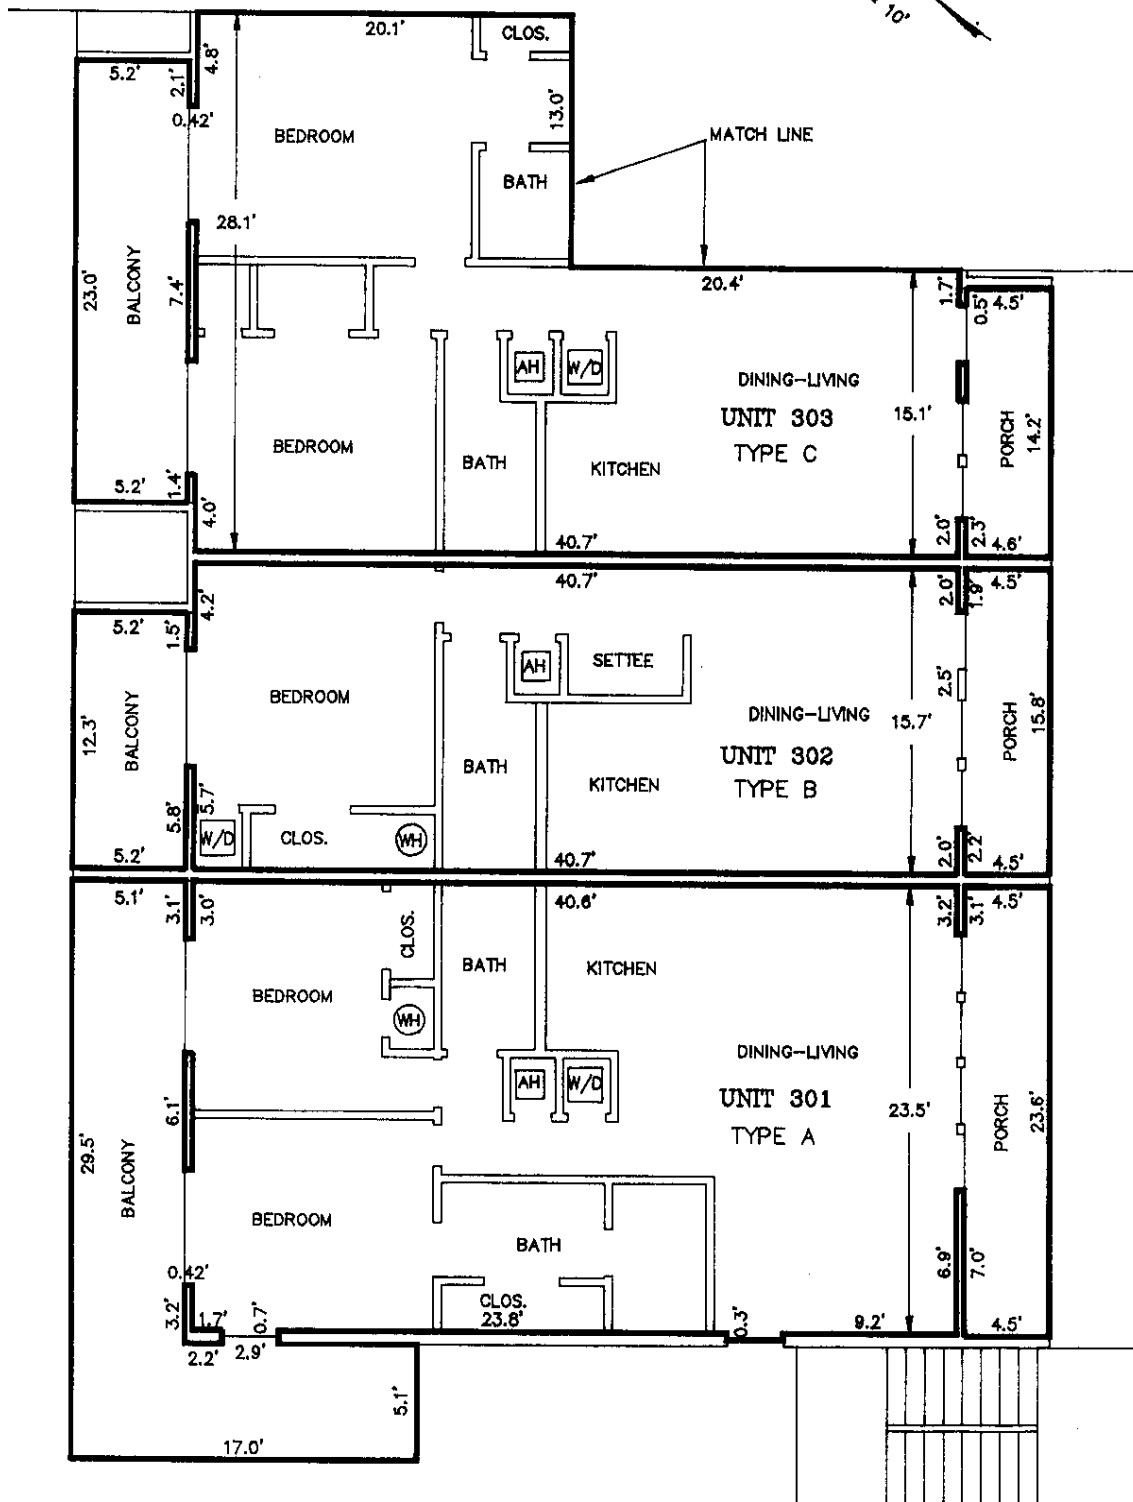 10'
20.1'
CLOS.
5.2'
2.1'
4.8'
0.42'
13.0'
BEDROOM
MATCH LINE
BATH
28.1'
23.0'
BALCONY
7.4'
20.4'
1.7'
0.5'
4.5'
AH
W/D
DINING-LIVING
UNIT 303
TYPE C
15.1'
PORCH
14.2'
BEDROOM
BATH
KITCHEN
5.2'
1.4'
4.0'
40.7'
2.0'
2.3'
4.6'
40.7'
4.2'
2.0'
1.9'
4.5'
5.2'
1.5'
AH
SETTEE
BEDROOM
2.5'
12.3'
BALCONY
DINING-LIVING
15.7'
PORCH
15.8'
UNIT 302
TYPE B
BATH
KITCHEN
5.8'
5.7'
W/D
CLOS.
WH
5.2'
40.7'
2.0'
2.2'
4.5'
5.1'
3.1'
3.0'
40.6'
3.2'
3.1'
4.5'
CLOS.
BATH
KITCHEN
BEDROOM
WH
DINING-LIVING
AH
W/D
UNIT 301
TYPE A
23.5'
PORCH
23.6'
6.1'
29.5'
BALCONY
BEDROOM
BATH
6.9'
7.0'
0.42'
3.2'
1.7'
0.7'
CLOS.
23.8'
0.3'
9.2'
4.5'
2.2'
2.9'
5.1'
17.0'